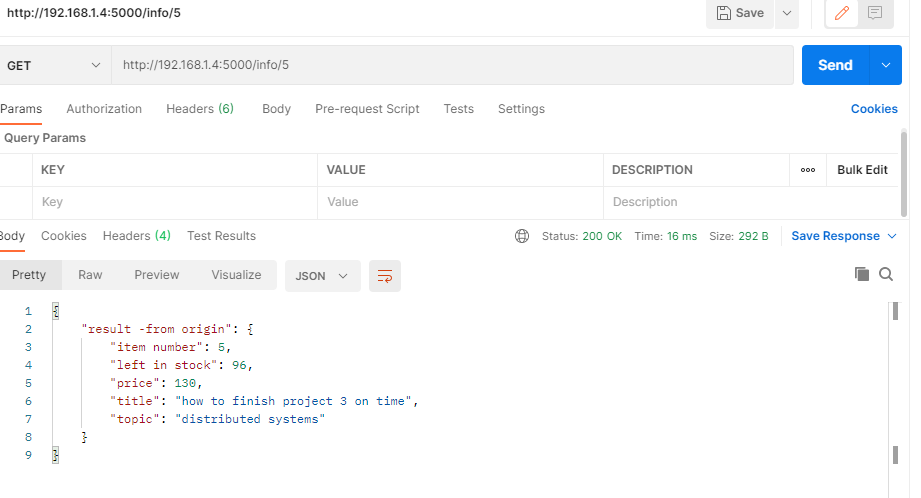 http://192.168.1.4:5000/info/5
Save
GET http://192.168.1.4:5000/info/5 Send
Params Authorization Headers (6) Body Pre-request Script Tests Settings Cookies
Query Params
KEY VALUE DESCRIPTION ooo Bulk Edit
Key Value Description
Body Cookies Headers (4) Test Results Status: 200 OK Time: 16 ms Size: 292 B Save Response
Pretty Raw Preview Visualize JSON
1 {
2 "result -from origin": {
3 "item number": 5,
4 "left in stock": 96,
5 "price": 130,
6 "title": "how to finish project 3 on time",
7 "topic": "distributed systems"
8 }
9 }